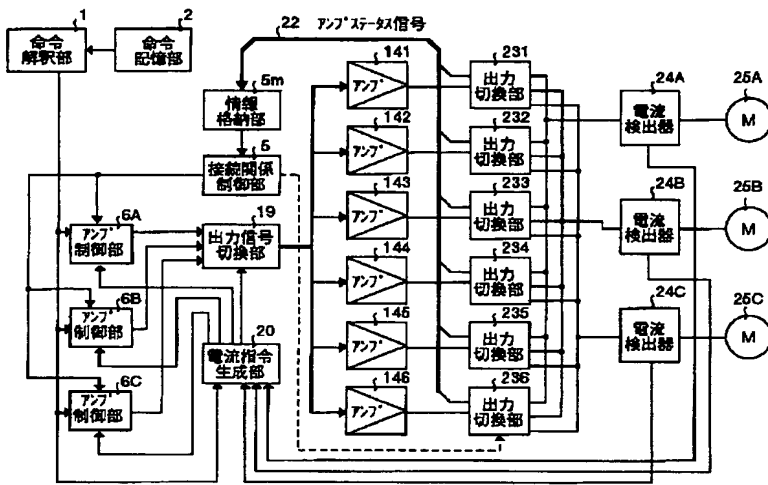 22 アンプステータス信号
1
命令
解釈部
2
命令
記憶部
5m
情報
格納部
5
接続関係
制御部
6A
アンプ
制御部
6B
アンプ
制御部
6C
アンプ
制御部
19
出力信号
切換部
20
電流指令
生成部
141
アンプ
142
アンプ
143
アンプ
144
アンプ
145
アンプ
146
アンプ
231
出力
切換部
232
出力
切換部
233
出力
切換部
234
出力
切換部
235
出力
切換部
236
出力
切換部
24A
電流
検出器
24B
電流
検出器
24C
電流
検出器
25A
M
25B
M
25C
M